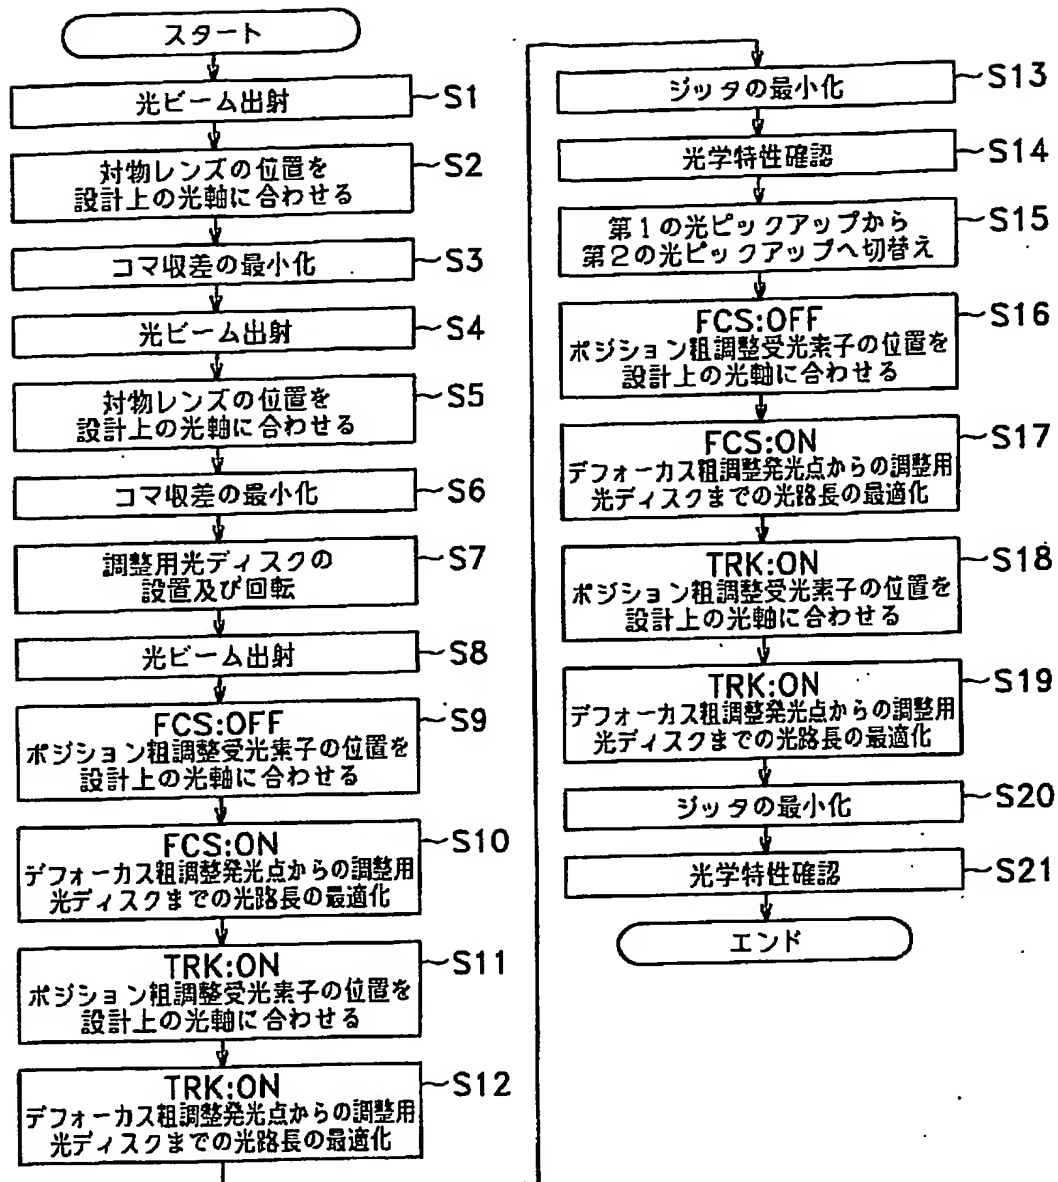 スタート
光ビーム出射
S1
対物レンズの位置を
設計上の光軸に合わせる
S2
コマ収差の最小化
S3
光ビーム出射
S4
対物レンズの位置を
設計上の光軸に合わせる
S5
コマ収差の最小化
S6
調整用光ディスクの
設置及び回転
S7
光ビーム出射
S8
FCS:OFF
ポジション粗調整受光素子の位置を
設計上の光軸に合わせる
S9
FCS:ON
デフォーカス粗調整発光点からの調整用
光ディスクまでの光路長の最適化
S10
TRK:ON
ポジション粗調整受光素子の位置を
設計上の光軸に合わせる
S11
TRK:ON
デフォーカス粗調整発光点からの調整用
光ディスクまでの光路長の最適化
S12
ジッタの最小化
S13
光学特性確認
S14
第1の光ピックアップから
第2の光ピックアップへ切替え
S15
FCS:OFF
ポジション粗調整受光素子の位置を
設計上の光軸に合わせる
S16
FCS:ON
デフォーカス粗調整発光点からの調整用
光ディスクまでの光路長の最適化
S17
TRK:ON
ポジション粗調整受光素子の位置を
設計上の光軸に合わせる
S18
TRK:ON
デフォーカス粗調整発光点からの調整用
光ディスクまでの光路長の最適化
S19
ジッタの最小化
S20
光学特性確認
S21
エンド